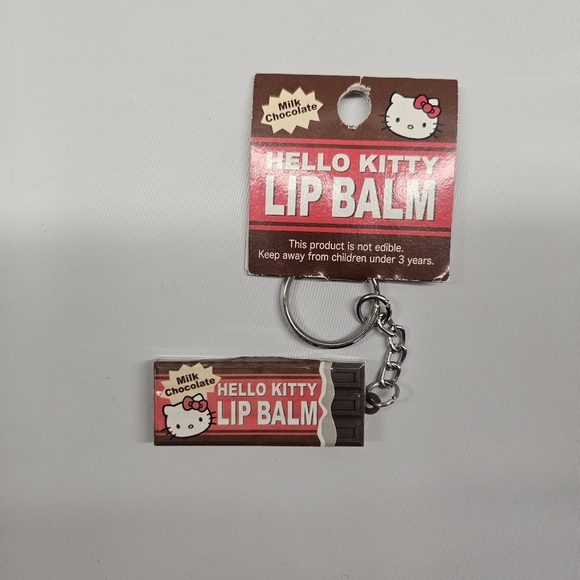 Milk
Chocolate
HELLO KITTY
LIP BALM
This product is not edible.
Keep away from children under 3 years.
Milk
Chocolate
HELLO KITTY
LIP BALM